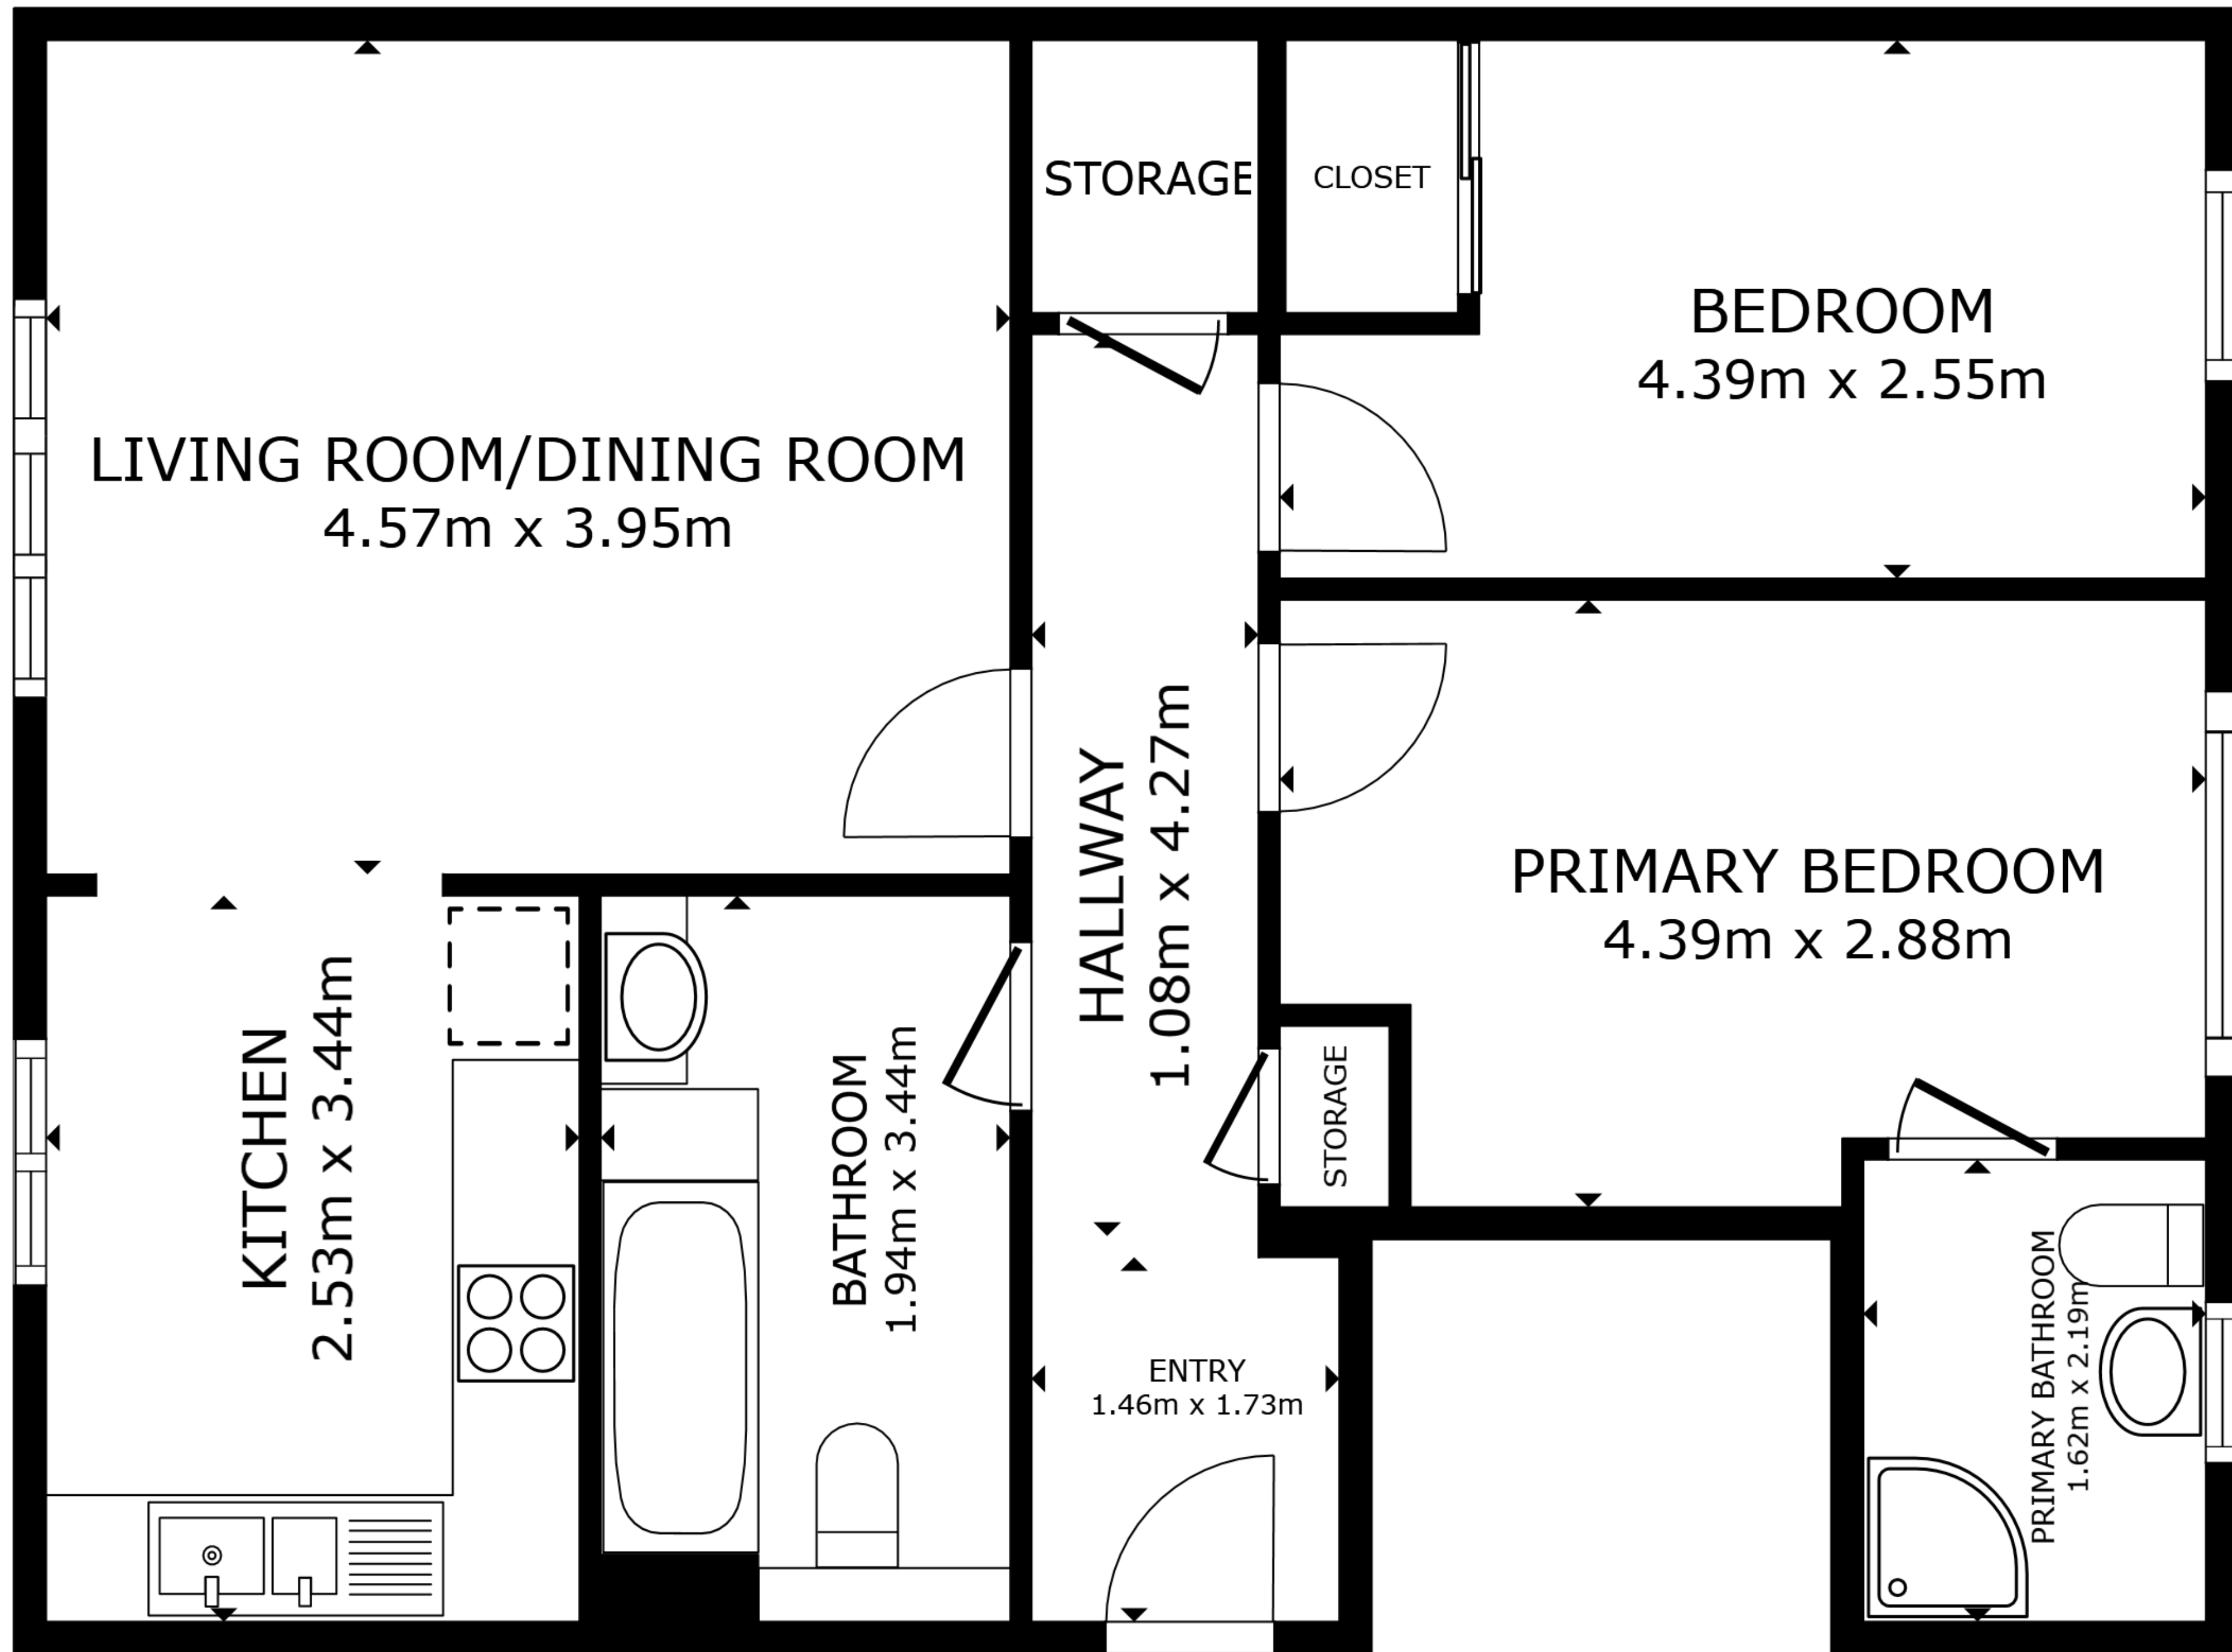 STORAGE
CLOSET
BEDROOM
4.39m x 2.55m
LIVING ROOM/DINING ROOM
4.57m x 3.95m
HALLWAY
1.08m x 4.27m
PRIMARY BEDROOM
4.39m x 2.88m
KITCHEN
2.53m x 3.44m
BATHROOM
1.94m x 3.44m
STORAGE
ENTRY
1.46m x 1.73m
PRIMARY BATHROOM
1.62m x 2.19m